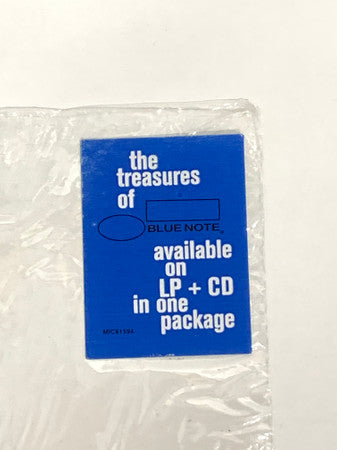 the
treasures
of
BLUE NOTE
available
on
LP + CD
in one
package